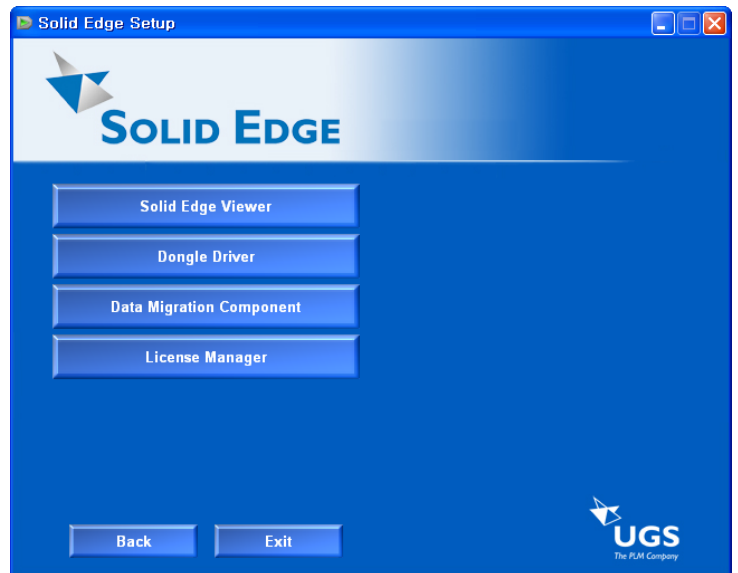 Solid Edge Setup
SOLID EDGE
Solid Edge Viewer
Dongle Driver
Data Migration Component
License Manager
Back
Exit
UGS
The PLM Company